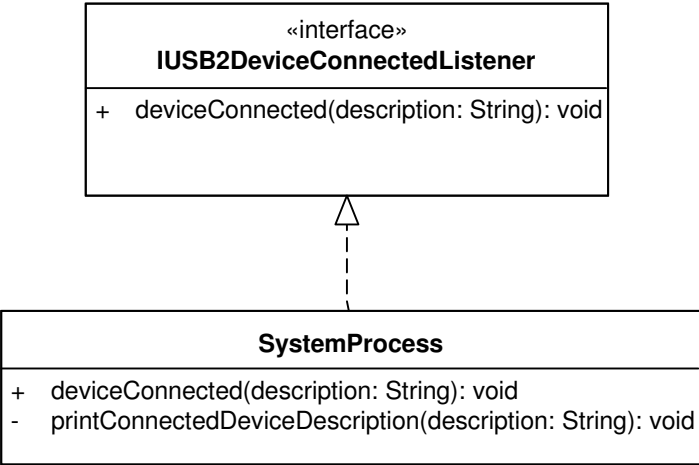 «interface»
IUSB2DeviceConnectedListener
+ deviceConnected(description: String): void
SystemProcess
+ deviceConnected(description: String): void
- printConnectedDeviceDescription(description: String): void